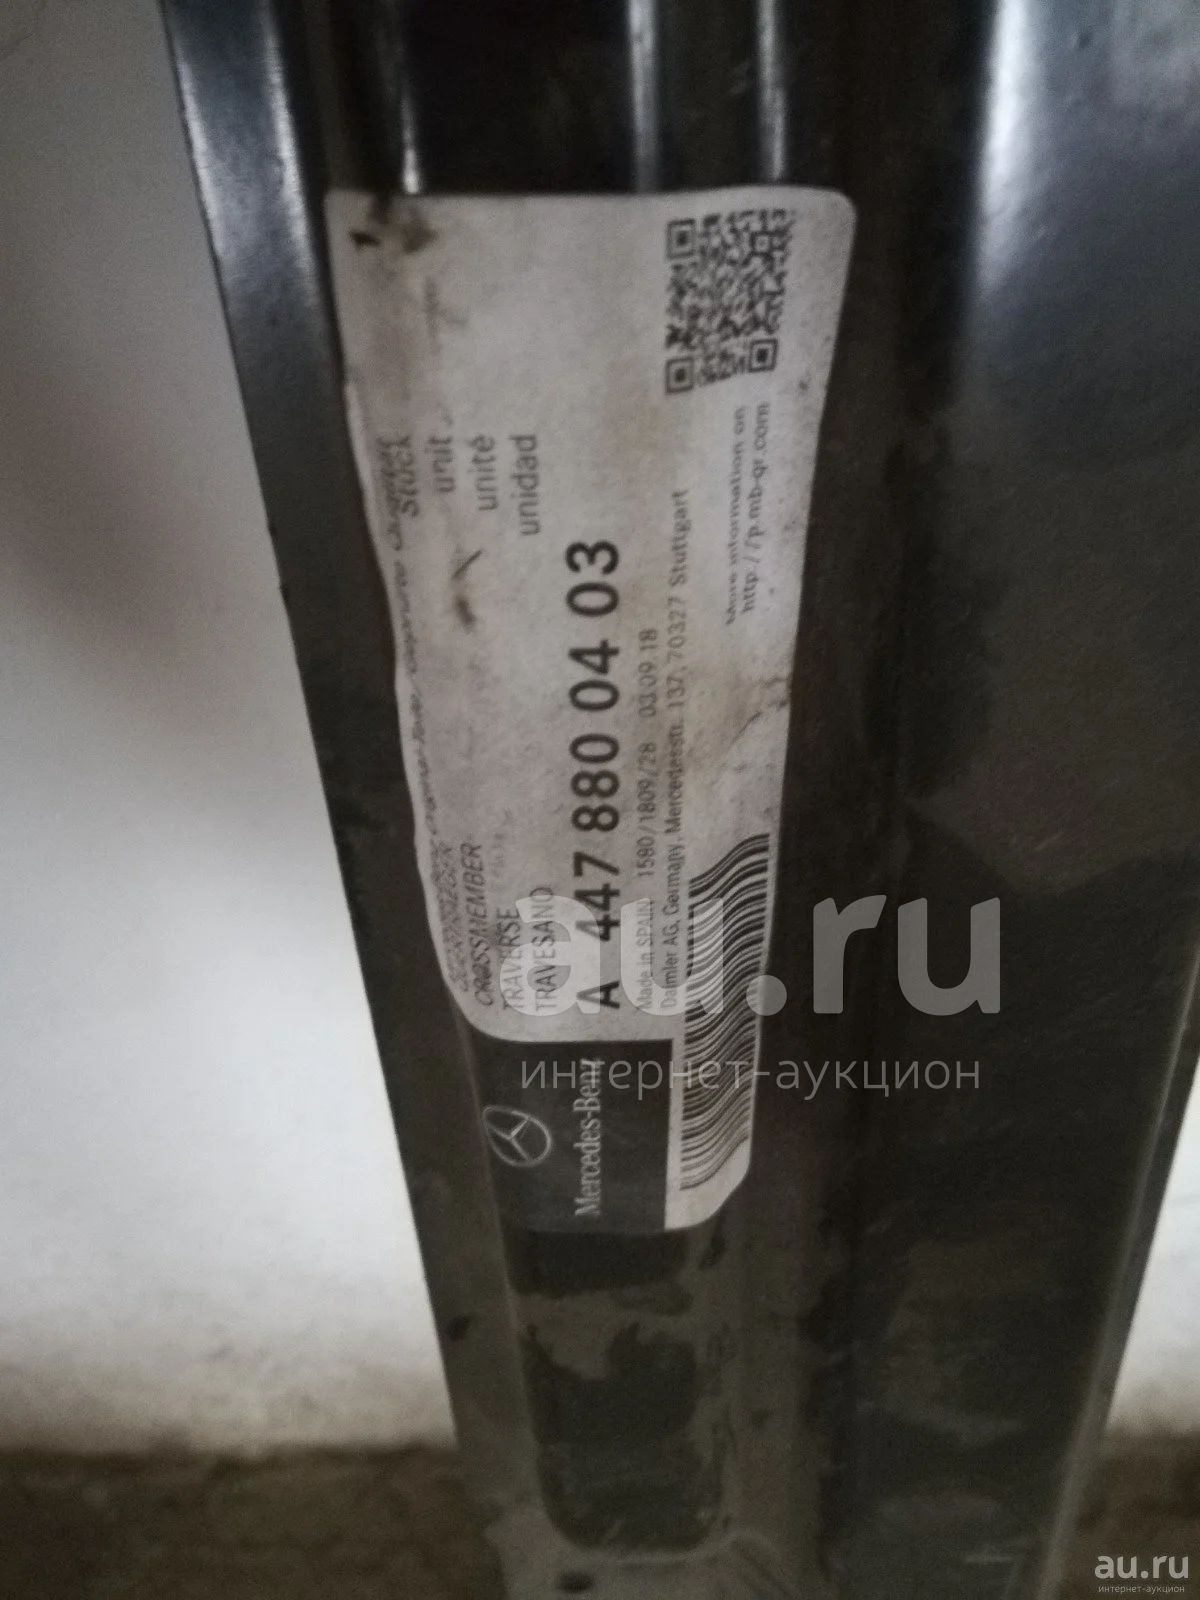 Stück
unit
unité
unidad
CROSSMEMBER
TRAVERSE
TRAVESAÑO
A 447 880 04 03
Made in SPAIN 1580/1809/28 03.09.18
Daimler AG, Germany, Mercedesstr. 137, 70327 Stuttgart
More information on
http://p.mb-qr.com
Mercedes-Benz
au.ru
интернет-аукцион
au.ru
интернет-аукцион